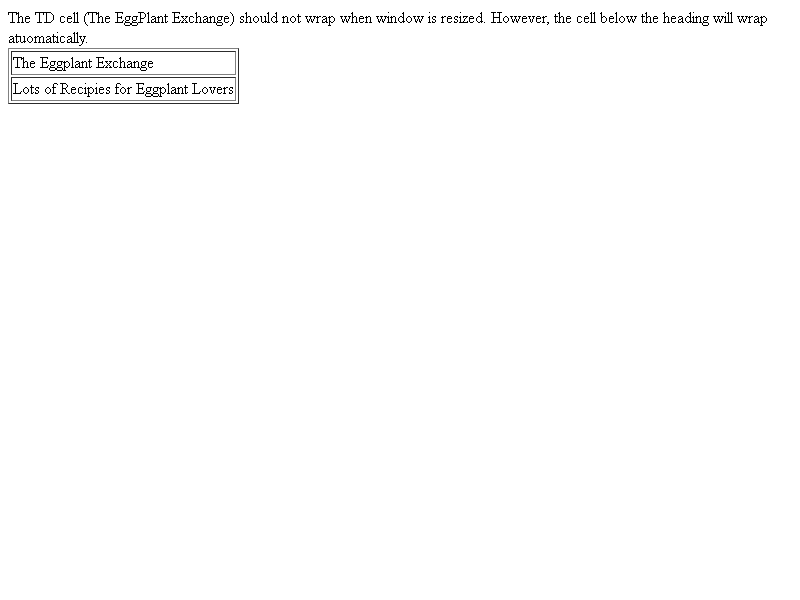 The TD cell (The EggPlant Exchange) should not wrap when window is resized. However, the cell below the heading will wrap
atuomatically.
The Eggplant Exchange
Lots of Recipies for Eggplant Lovers